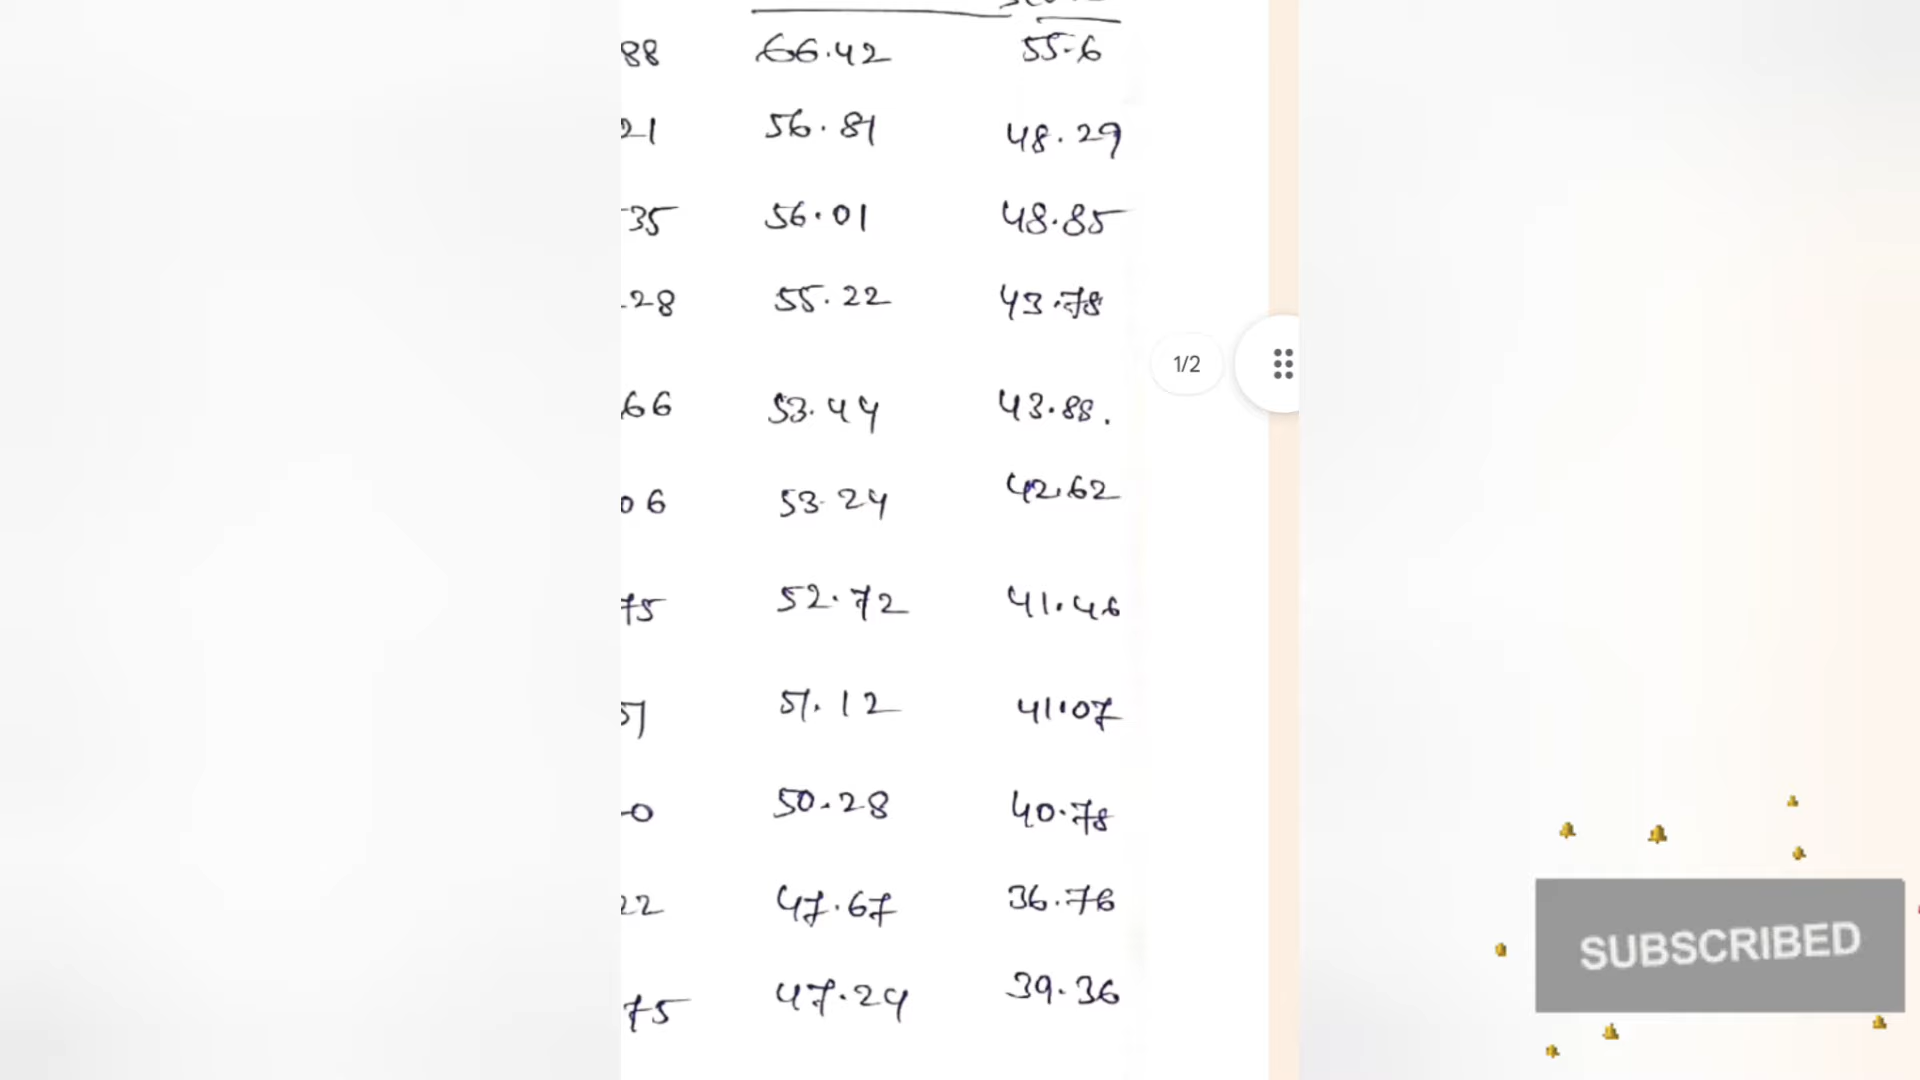 88 66.42 55.6
21 56.81 48.29
35 56.01 48.85
.28 55.22 43.78
66 53.44 43.88.
06 53.24 42.62
75 52.72 41.46
51 51.12 41.07
0 50.28 40.78
22 47.67 36.76
75 47.24 39.36
1/2
SUBSCRIBED